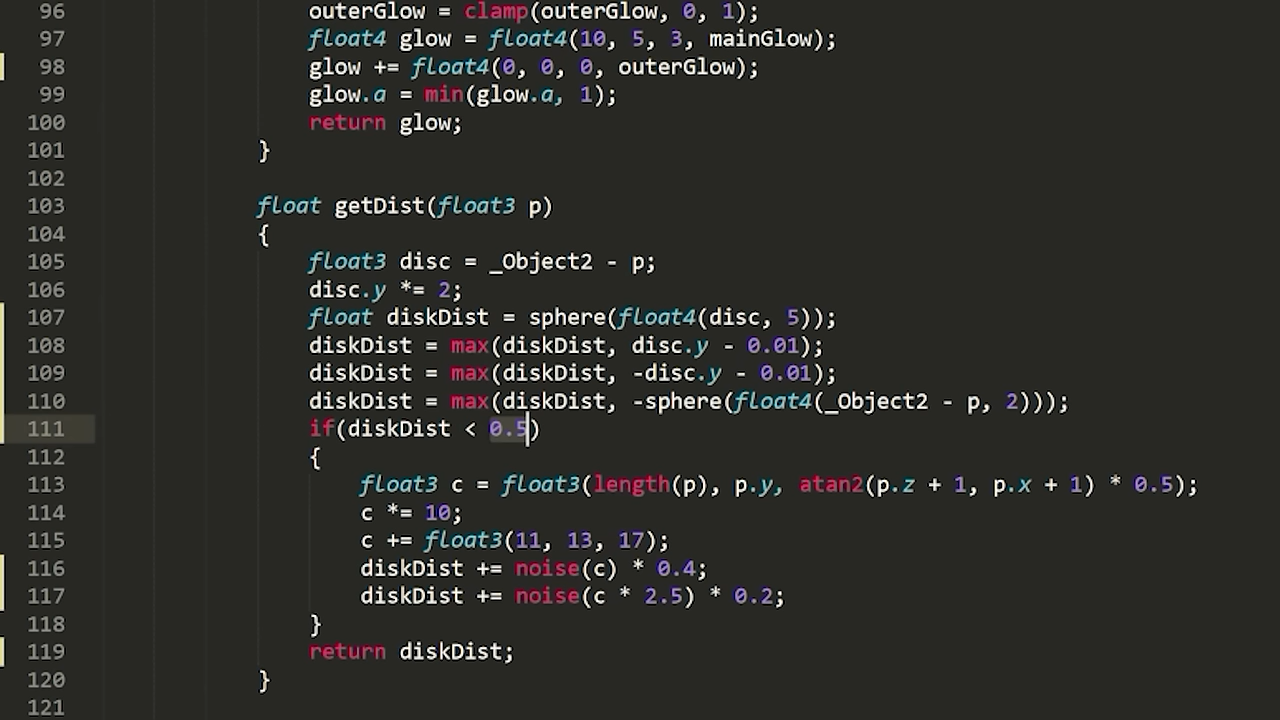 96 outerGlow = clamp(outerGlow, 0, 1);
97 float4 glow = float4(10, 5, 3, mainGlow);
98 glow += float4(0, 0, 0, outerGlow);
99 glow.a = min(glow.a, 1);
100 return glow;
101 }
102
103 float getDist(float3 p)
104 {
105 float3 disc = _Object2 - p;
106 disc.y *= 2;
107 float diskDist = sphere(float4(disc, 5));
108 diskDist = max(diskDist, disc.y - 0.01);
109 diskDist = max(diskDist, -disc.y - 0.01);
110 diskDist = max(diskDist, -sphere(float4(_Object2 - p, 2)));
111 if(diskDist < 0.5)
112 {
113 float3 c = float3(length(p), p.y, atan2(p.z + 1, p.x + 1) * 0.5);
114 c *= 10;
115 c += float3(11, 13, 17);
116 diskDist += noise(c) * 0.4;
117 diskDist += noise(c * 2.5) * 0.2;
118 }
119 return diskDist;
120 }
121